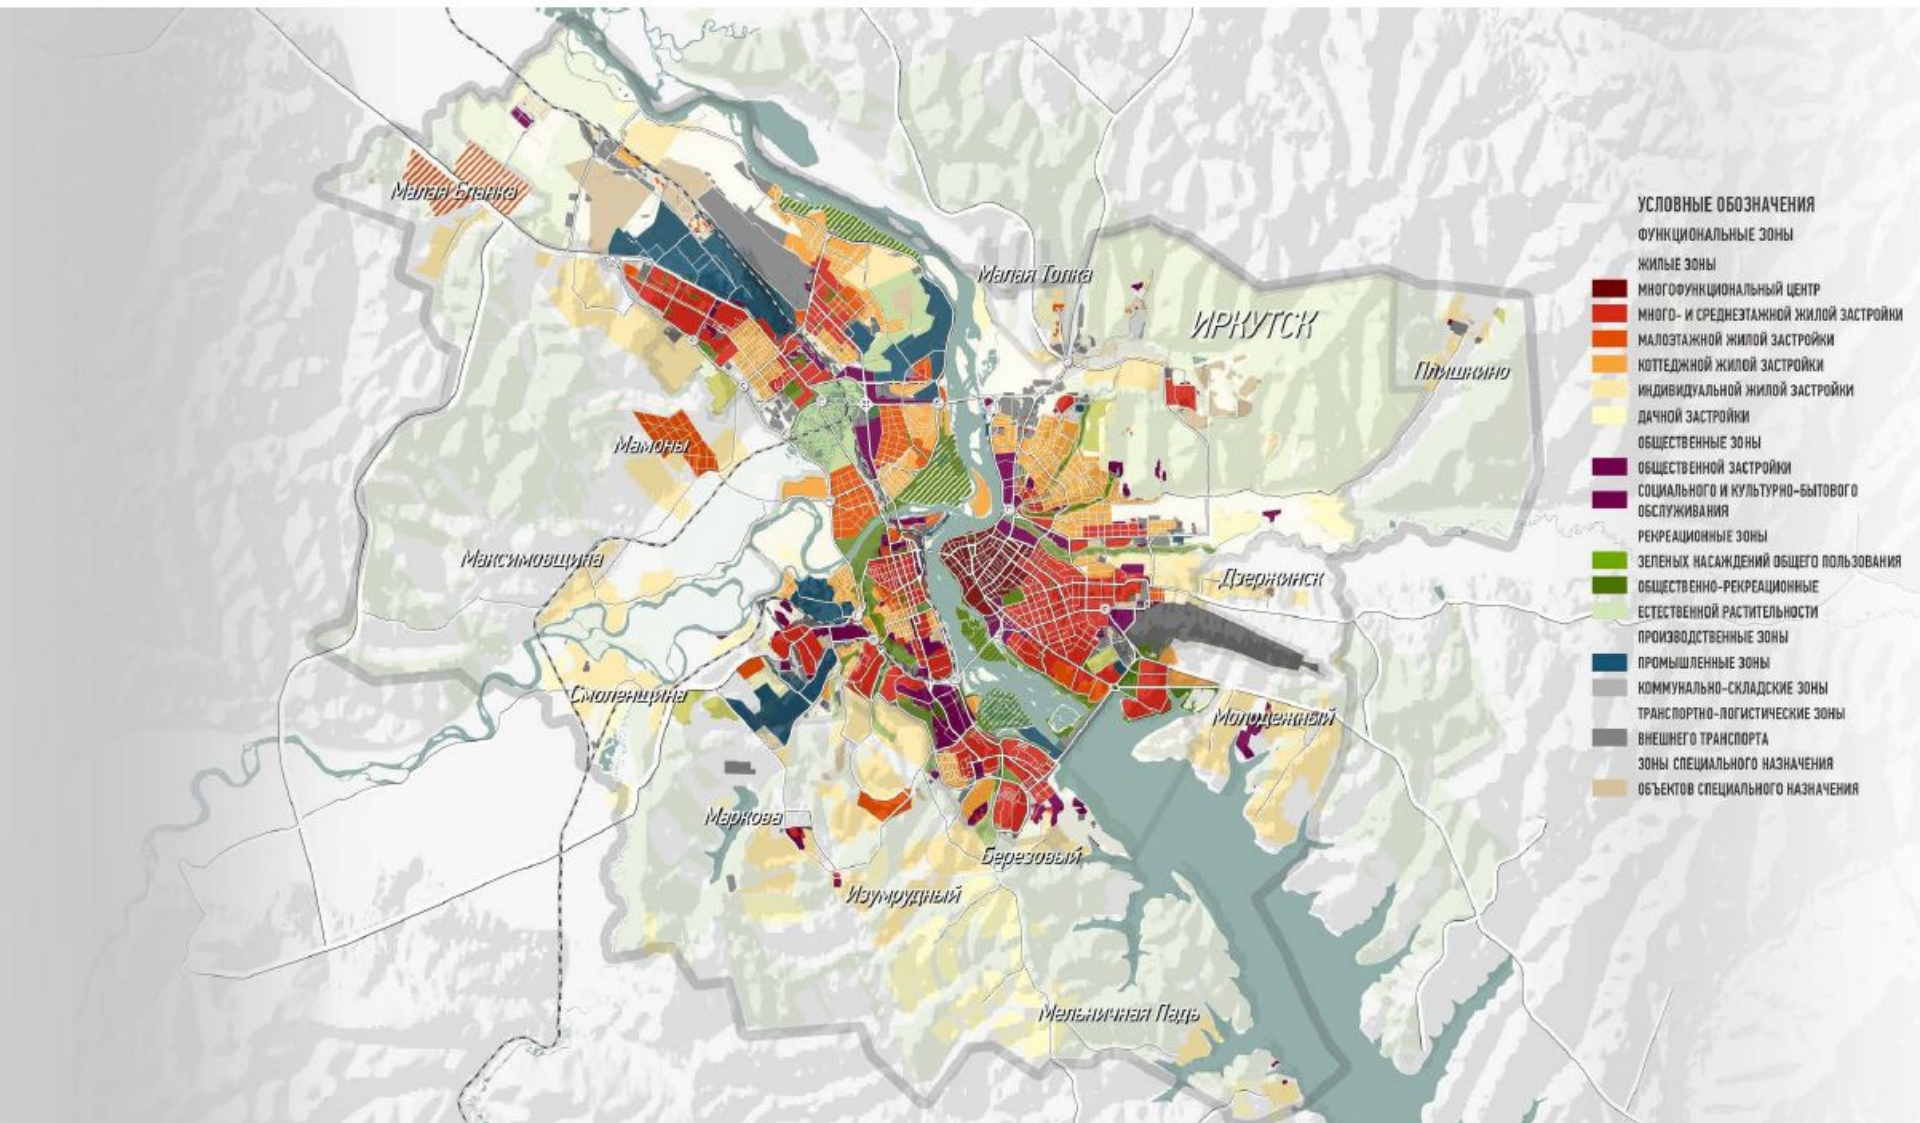 Малая Еланка
Малая Топка
ИРКУТСК
Плишкино
Мамоны
Максимовщина
Дзержинск
Смоленщина
Молодежный
Маркова
Березовый
Изумрудный
Мельничная Падь
УСЛОВНЫЕ ОБОЗНАЧЕНИЯ
ФУНКЦИОНАЛЬНЫЕ ЗОНЫ
ЖИЛЫЕ ЗОНЫ
МНОГОФУНКЦИОНАЛЬНЫЙ ЦЕНТР
МНОГО- И СРЕДНЕЭТАЖНОЙ ЖИЛОЙ ЗАСТРОЙКИ
МАЛОЭТАЖНОЙ ЖИЛОЙ ЗАСТРОЙКИ
КОТТЕДЖНОЙ ЖИЛОЙ ЗАСТРОЙКИ
ИНДИВИДУАЛЬНОЙ ЖИЛОЙ ЗАСТРОЙКИ
ДАЧНОЙ ЗАСТРОЙКИ
ОБЩЕСТВЕННЫЕ ЗОНЫ
ОБЩЕСТВЕННОЙ ЗАСТРОЙКИ
СОЦИАЛЬНОГО И КУЛЬТУРНО-БЫТОВОГО
ОБСЛУЖИВАНИЯ
РЕКРЕАЦИОННЫЕ ЗОНЫ
ЗЕЛЕНЫХ НАСАЖДЕНИЙ ОБЩЕГО ПОЛЬЗОВАНИЯ
ОБЩЕСТВЕННО-РЕКРЕАЦИОННЫЕ
ЕСТЕСТВЕННОЙ РАСТИТЕЛЬНОСТИ
ПРОИЗВОДСТВЕННЫЕ ЗОНЫ
ПРОМЫШЛЕННЫЕ ЗОНЫ
КОММУНАЛЬНО-СКЛАДСКИЕ ЗОНЫ
ТРАНСПОРТНО-ЛОГИСТИЧЕСКИЕ ЗОНЫ
ВНЕШНЕГО ТРАНСПОРТА
ЗОНЫ СПЕЦИАЛЬНОГО НАЗНАЧЕНИЯ
ОБЪЕКТОВ СПЕЦИАЛЬНОГО НАЗНАЧЕНИЯ